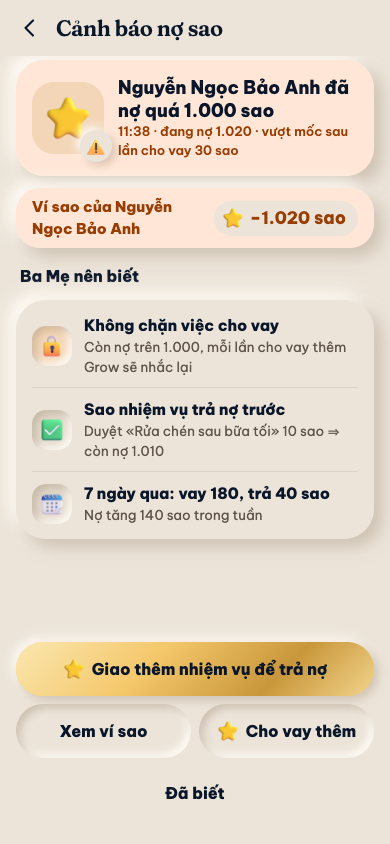 Cảnh báo nợ sao
Nguyễn Ngọc Bảo Anh đã
nợ quá 1.000 sao
11:38 · đang nợ 1.020 · vượt mốc sau
lần cho vay 30 sao
Ví sao của Nguyễn
Ngọc Bảo Anh
−1.020 sao
Ba Mẹ nên biết
Không chặn việc cho vay
Còn nợ trên 1.000, mỗi lần cho vay thêm
Grow sẽ nhắc lại
Sao nhiệm vụ trả nợ trước
Duyệt «Rửa chén sau bữa tối» 10 sao ⇒
còn nợ 1.010
7 ngày qua: vay 180, trả 40 sao
Nợ tăng 140 sao trong tuần
Giao thêm nhiệm vụ để trả nợ
Xem ví sao
Cho vay thêm
Đã biết